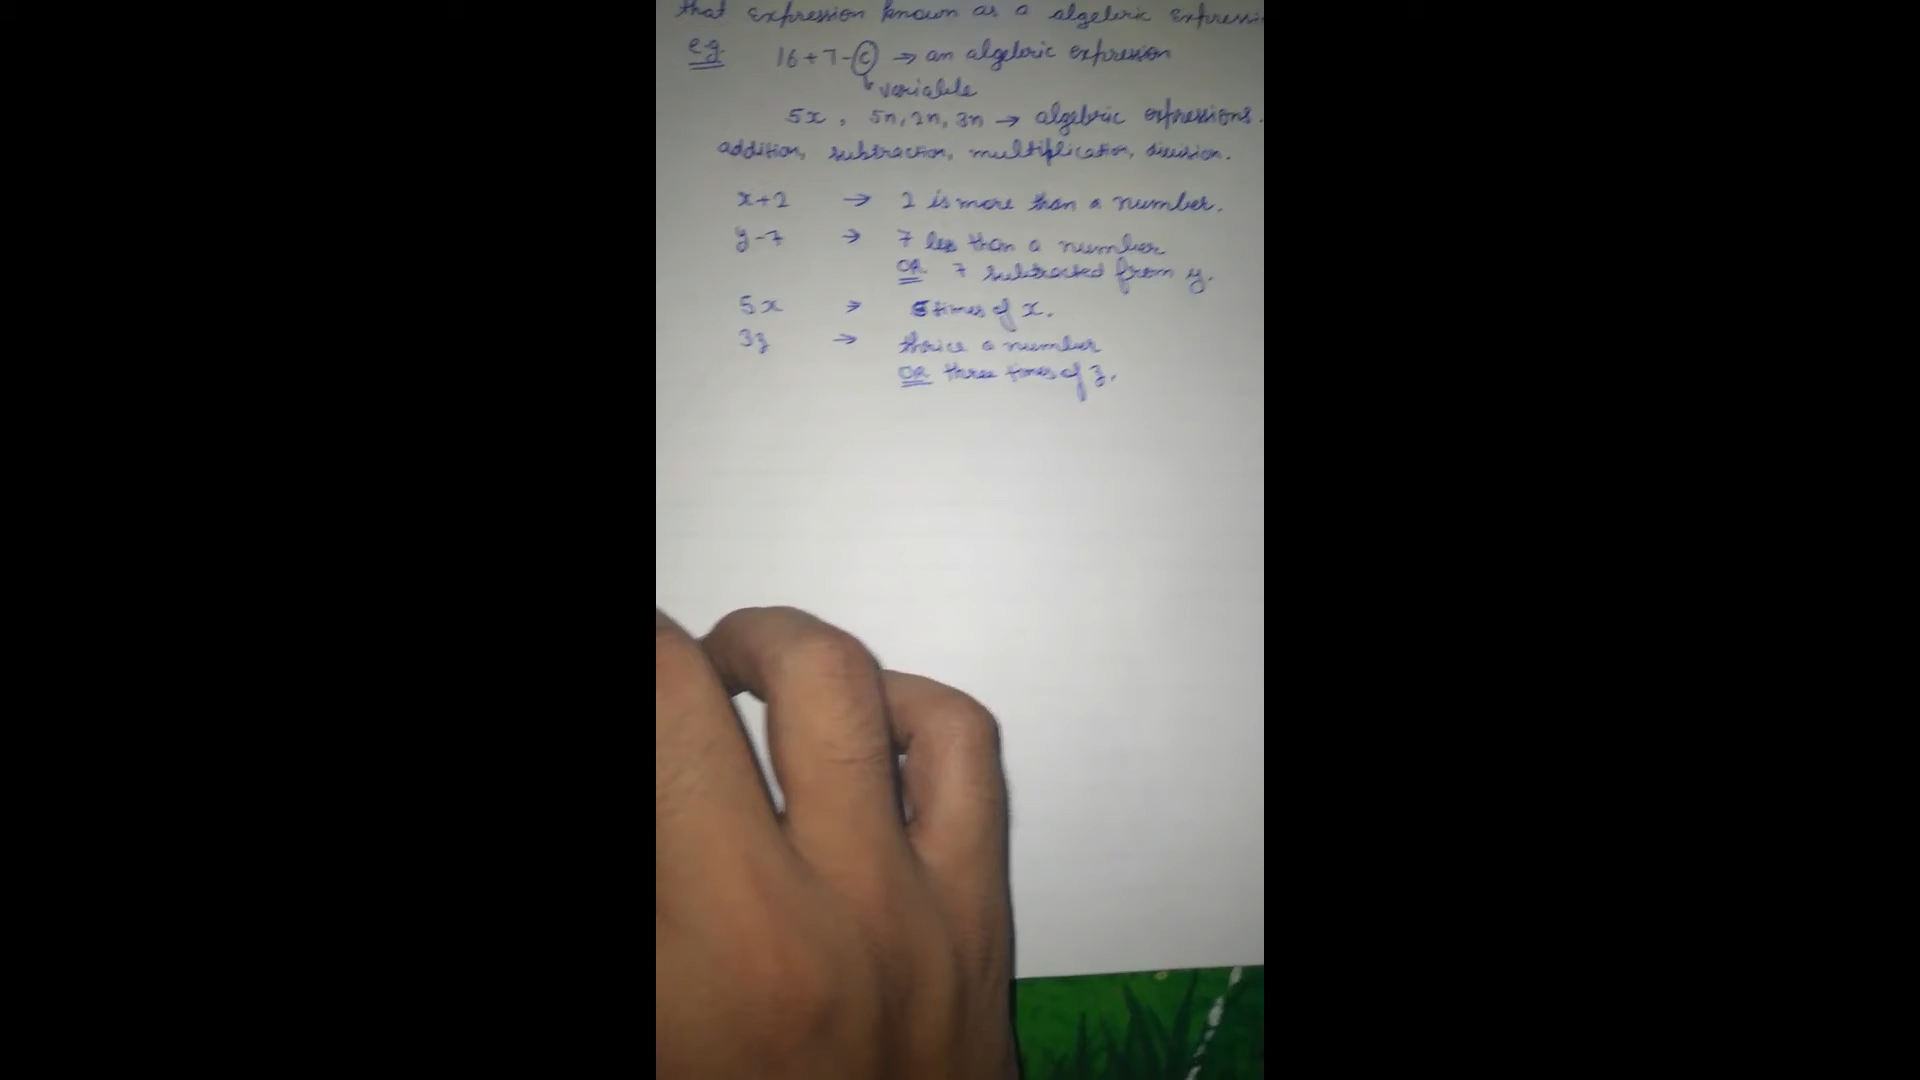 that expression known as a algebric expressi
e.g. 16+7-c → an algebric expression
variable
5x, 5n, 2n, 3n → algebric expressions.
addition, subtraction, multiplication, division.
x+2 → 2 is more than a number.
y-7 → 7 less than a number
OR 7 subtracted from y.
5x → 5 times of x.
3z → thrice a number
OR three times of z.